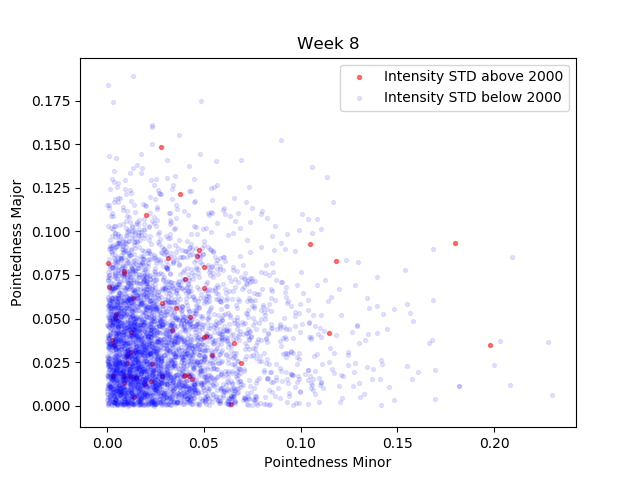 Week 8
Intensity STD above 2000
Intensity STD below 2000
Pointedness Major
0.175
0.150
0.125
0.100
0.075
0.050
0.025
0.000
0.00 0.05 0.10 0.15 0.20
Pointedness Minor